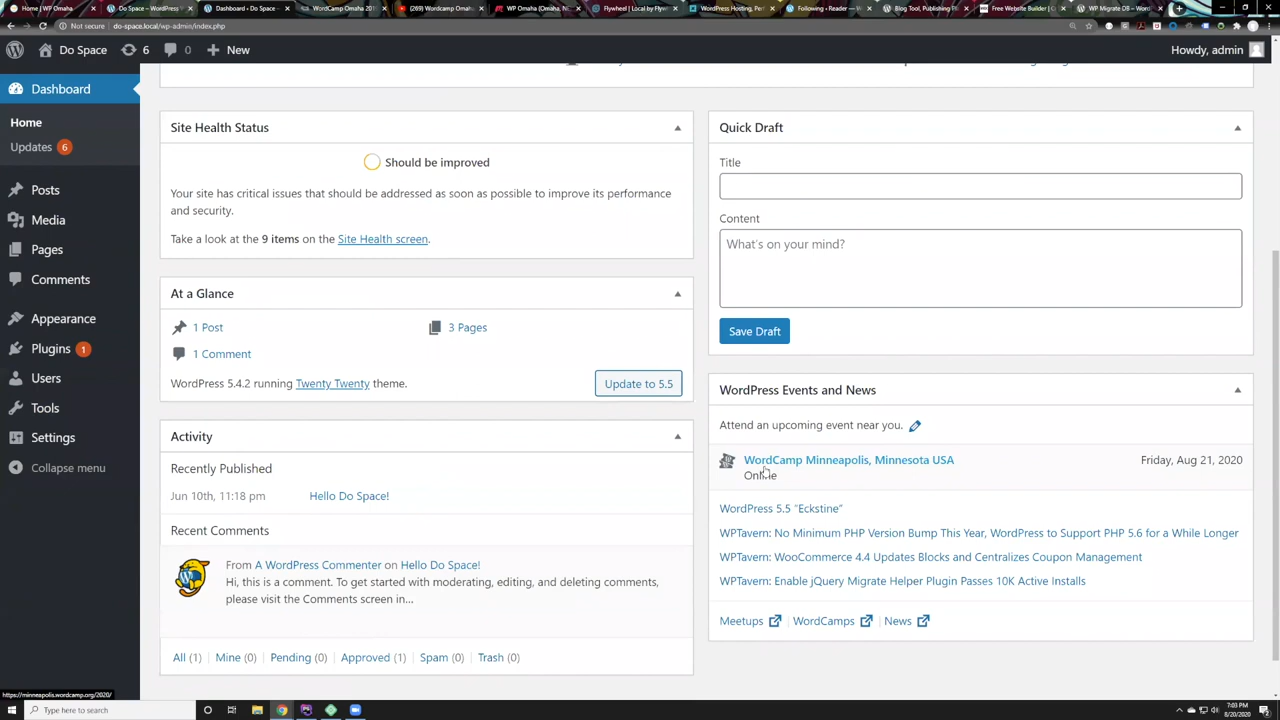 Home | WP Omaha
Do Space – WordPress
Dashboard ‹ Do Space –
WordCamp Omaha 201
(269) Wordcamp Omaha
WP Omaha (Omaha, N
Flywheel | Local by Flyw
WordPress Hosting, Per
Following ‹ Reader — W
Blog Tool, Publishing Pl
Free Website Builder | C
WP Migrate DB – Word
Not secure
do-space.local/wp-admin/index.php
Do Space
6
0
New
Howdy, admin
Dashboard
Home
Updates 6
Posts
Media
Pages
Comments
Appearance
Plugins 1
Users
Tools
Settings
Collapse menu
Site Health Status
Should be improved
Your site has critical issues that should be addressed as soon as possible to improve its performance
and security.
Take a look at the 9 items on the Site Health screen.
At a Glance
1 Post
3 Pages
1 Comment
WordPress 5.4.2 running Twenty Twenty theme.
Update to 5.5
Activity
Recently Published
Jun 10th, 11:18 pm
Hello Do Space!
Recent Comments
From A WordPress Commenter on Hello Do Space!
Hi, this is a comment. To get started with moderating, editing, and deleting comments,
please visit the Comments screen in...
All (1)
Mine (0)
Pending (0)
Approved (1)
Spam (0)
Trash (0)
Quick Draft
Title
Content
What's on your mind?
Save Draft
WordPress Events and News
Attend an upcoming event near you.
WordCamp Minneapolis, Minnesota USA
Friday, Aug 21, 2020
Online
WordPress 5.5 "Eckstine"
WPTavern: No Minimum PHP Version Bump This Year, WordPress to Support PHP 5.6 for a While Longer
WPTavern: WooCommerce 4.4 Updates Blocks and Centralizes Coupon Management
WPTavern: Enable jQuery Migrate Helper Plugin Passes 10K Active Installs
Meetups
WordCamps
News
https://minneapolis.wordcamp.org/2020/
Type here to search
7:03 PM
8/20/2020
2